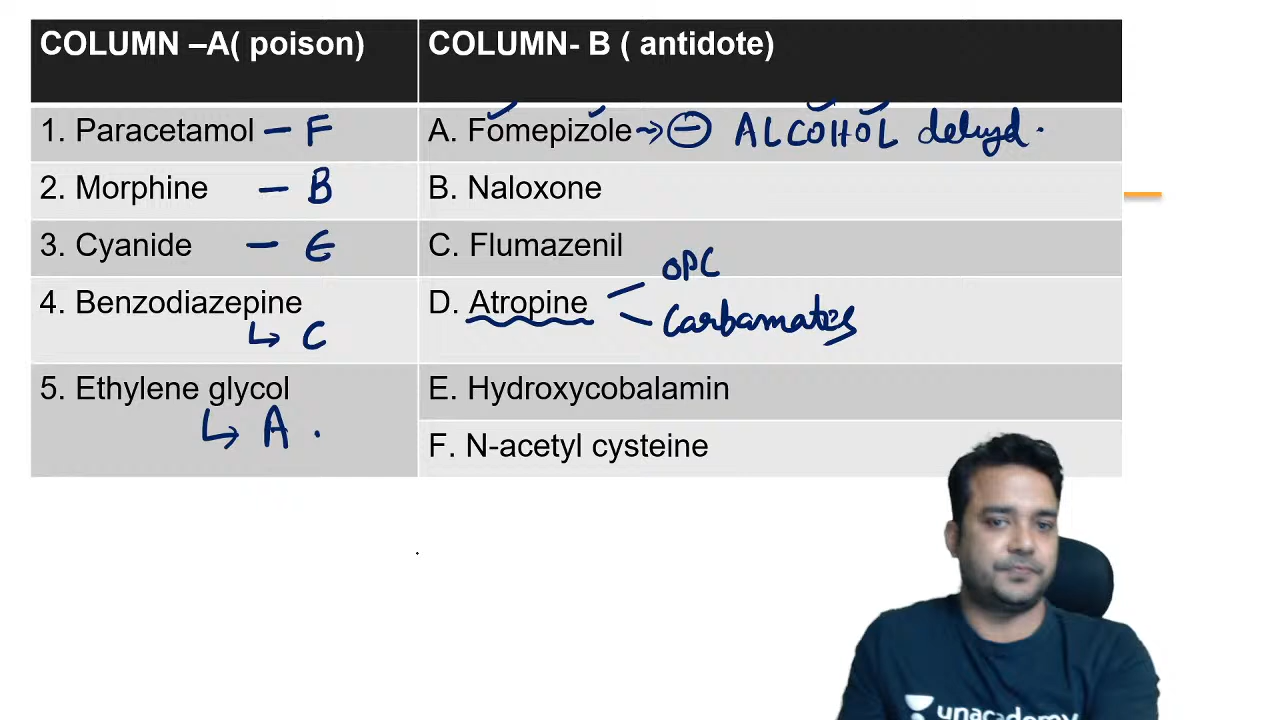 COLUMN –A( poison) COLUMN- B ( antidote)
1. Paracetamol – F A. Fomepizole → ⊖ ALCOHOL dehyd.
2. Morphine – B B. Naloxone
3. Cyanide – E C. Flumazenil
OPC
4. Benzodiazepine D. Atropine
Carbamates
↳ C
5. Ethylene glycol E. Hydroxycobalamin
↳ A .
F. N-acetyl cysteine
unacademy